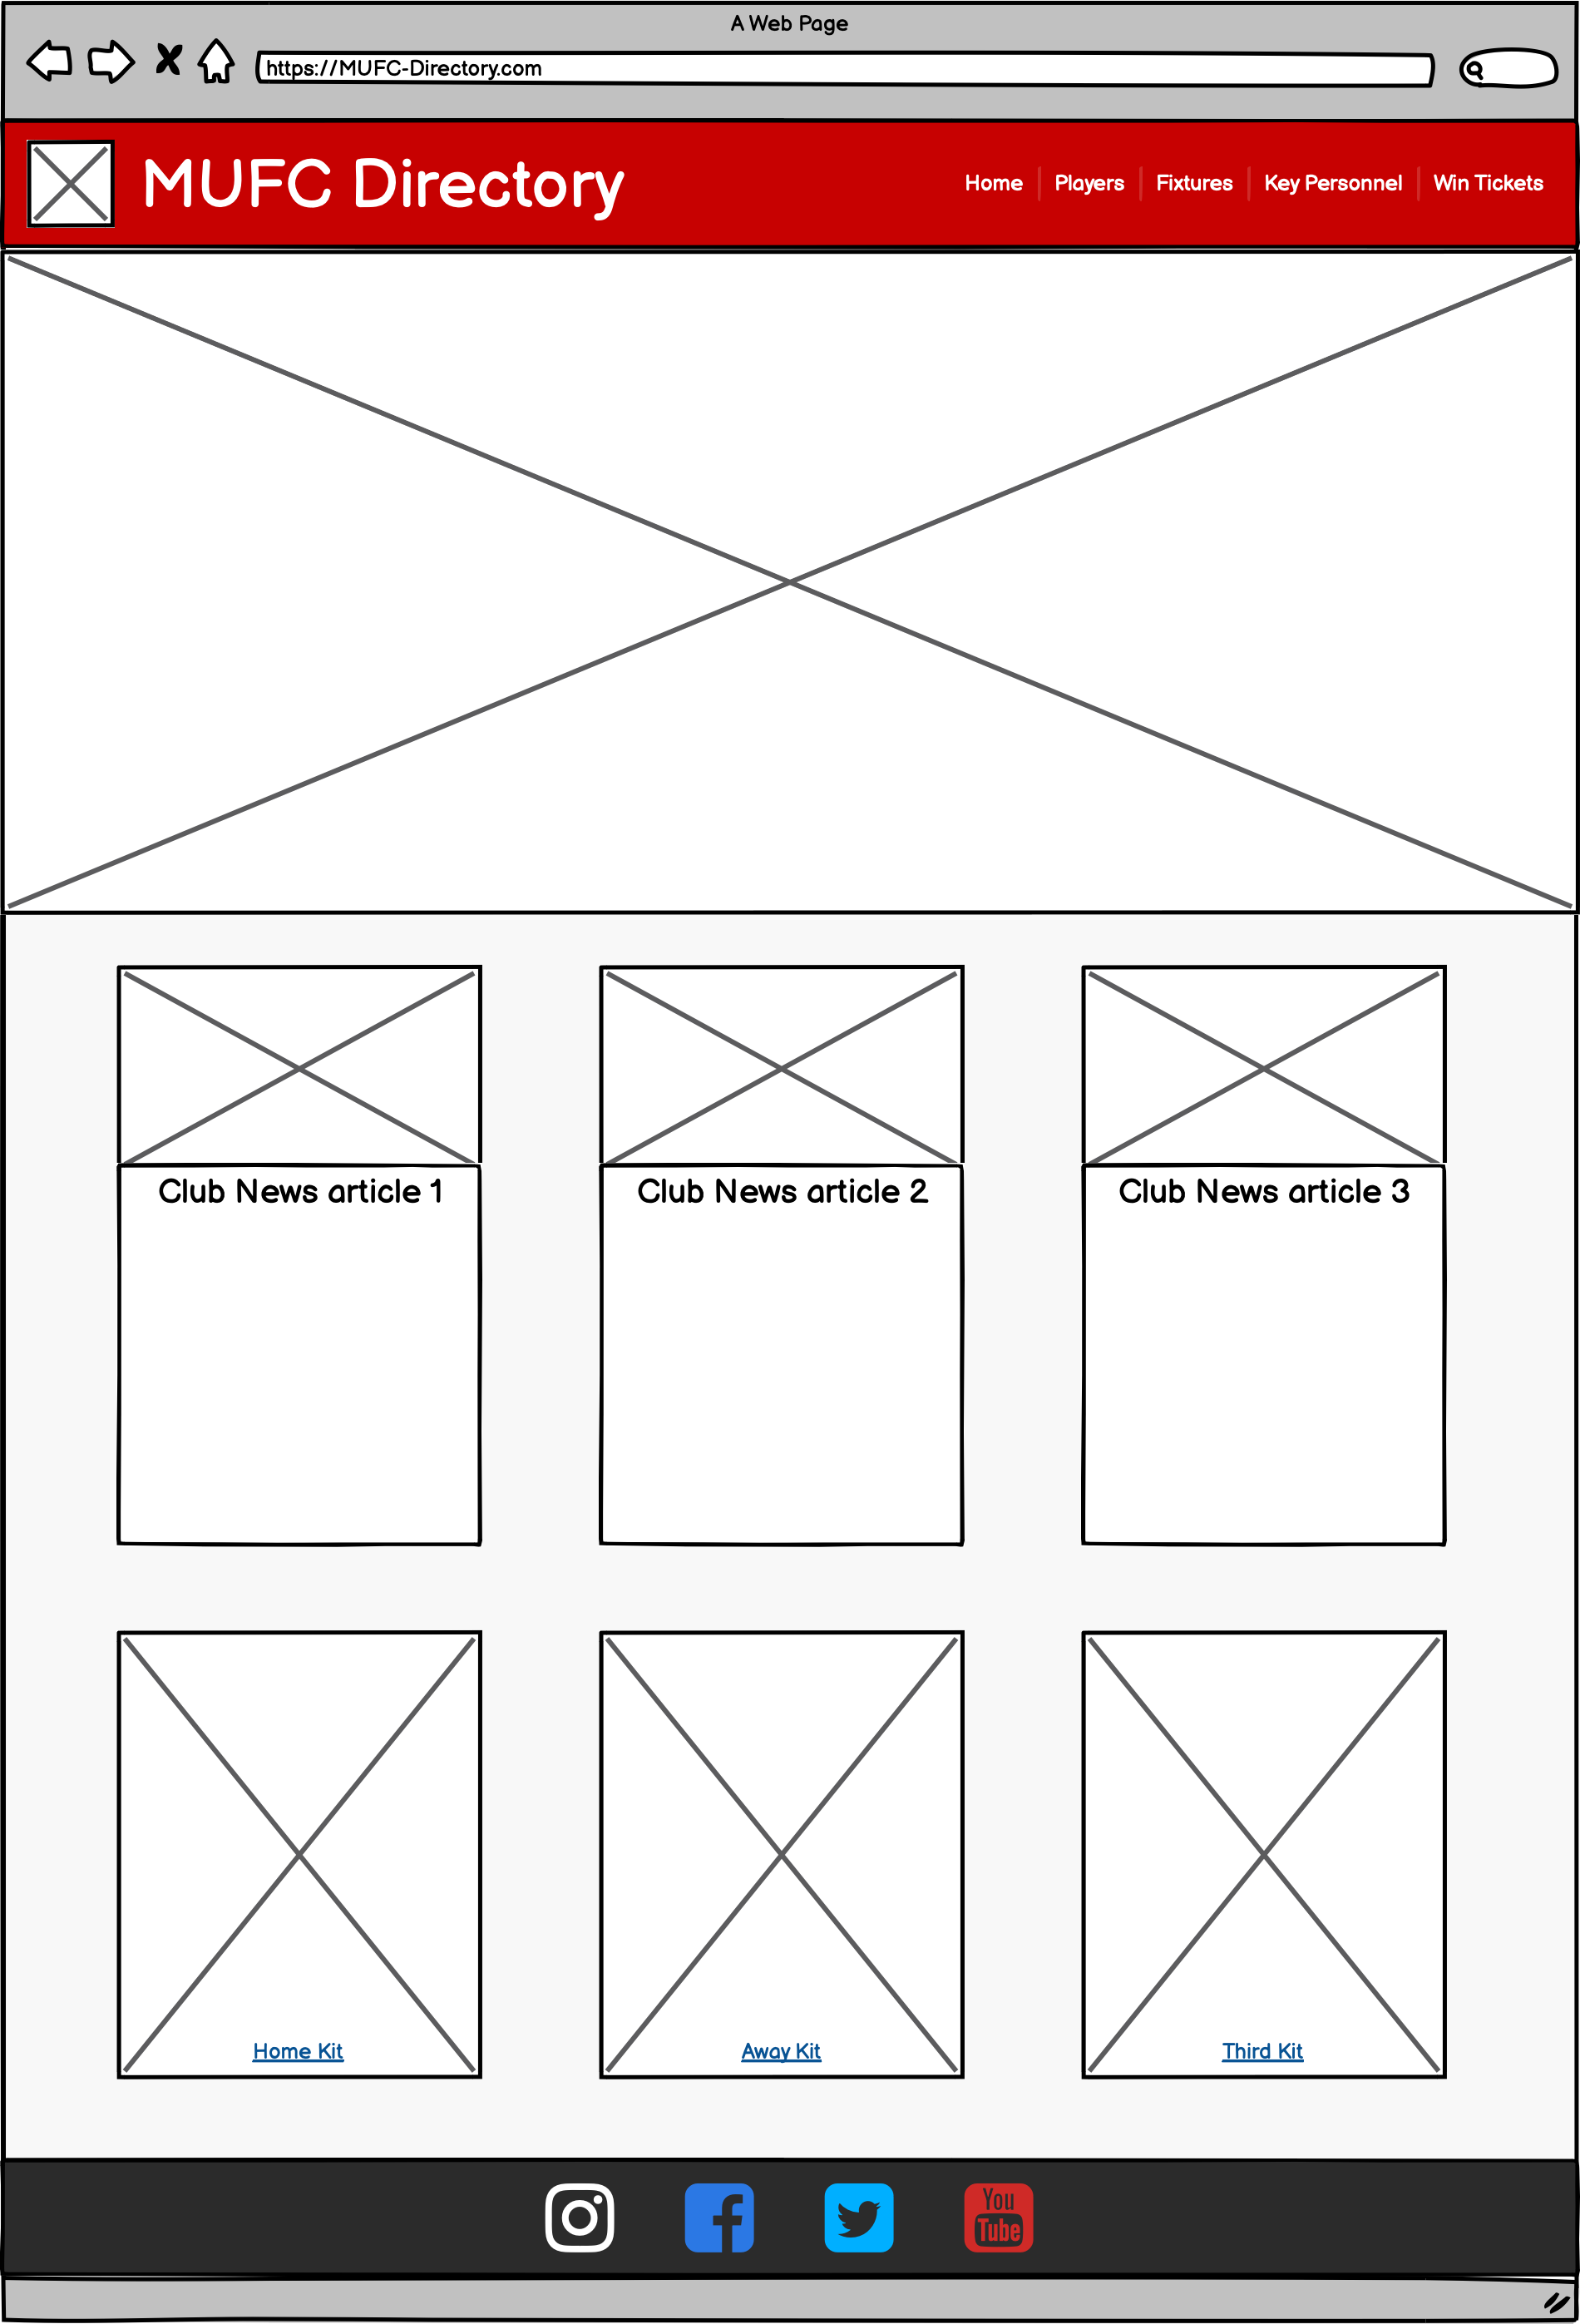 A Web Page
https://MUFC-Directory.com
MUFC Directory
Home Players Fixtures Key Personnel Win Tickets
Club News article 1
Club News article 2
Club News article 3
Home Kit
Away Kit
Third Kit
You
Tube